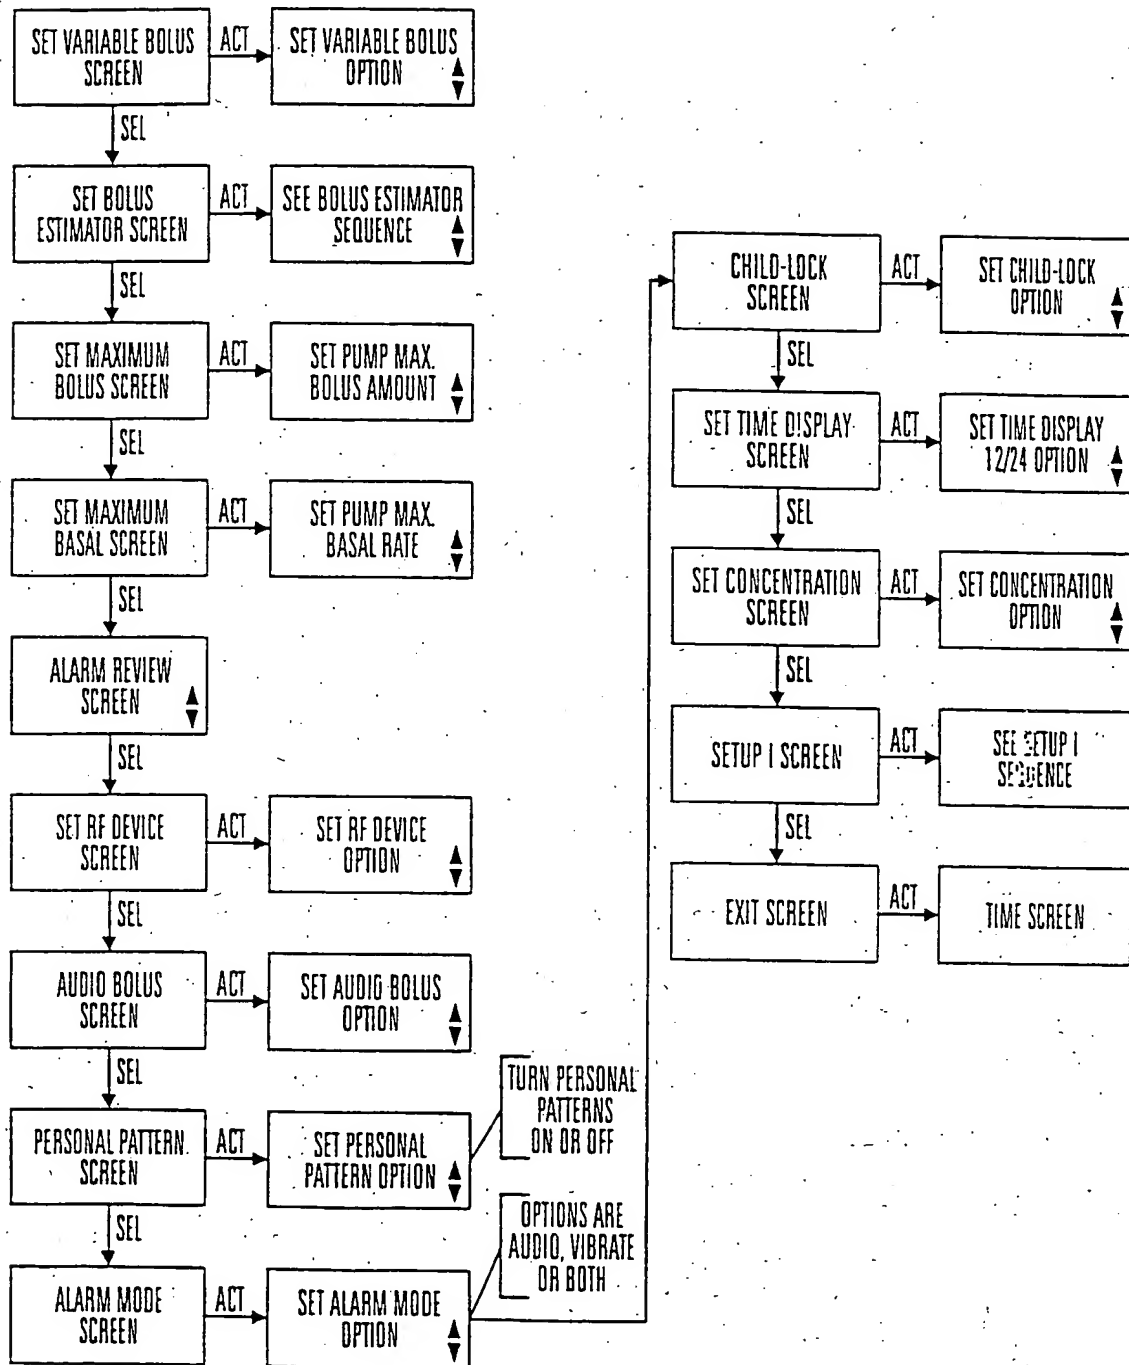 SET VARIABLE BOLUS
SCREEN
ACT
SET VARIABLE BOLUS
OPTION
SEL
SET BOLUS
ESTIMATOR SCREEN
ACT
SEE BOLUS ESTIMATOR
SEQUENCE
SEL
SET MAXIMUM
BOLUS SCREEN
ACT
SET PUMP MAX.
BOLUS AMOUNT
SEL
SET MAXIMUM
BASAL SCREEN
ACT
SET PUMP MAX.
BASAL RATE
SEL
ALARM REVIEW
SCREEN
SEL
SET RF DEVICE
SCREEN
ACT
SET RF DEVICE
OPTION
SEL
AUDIO BOLUS
SCREEN
ACT
SET AUDIO BOLUS
OPTION
SEL
PERSONAL PATTERN
SCREEN
ACT
SET PERSONAL
PATTERN OPTION
TURN PERSONAL
PATTERNS
ON OR OFF
SEL
ALARM MODE
SCREEN
ACT
SET ALARM MODE
OPTION
OPTIONS ARE
AUDIO, VIBRATE
OR BOTH
CHILD-LOCK
SCREEN
ACT
SET CHILD-LOCK
OPTION
SEL
SET TIME DISPLAY
SCREEN
ACT
SET TIME DISPLAY
12/24 OPTION
SEL
SET CONCENTRATION
SCREEN
ACT
SET CONCENTRATION
OPTION
SEL
SETUP I SCREEN
ACT
SEE SETUP I
SEQUENCE
SEL
EXIT SCREEN
ACT
TIME SCREEN